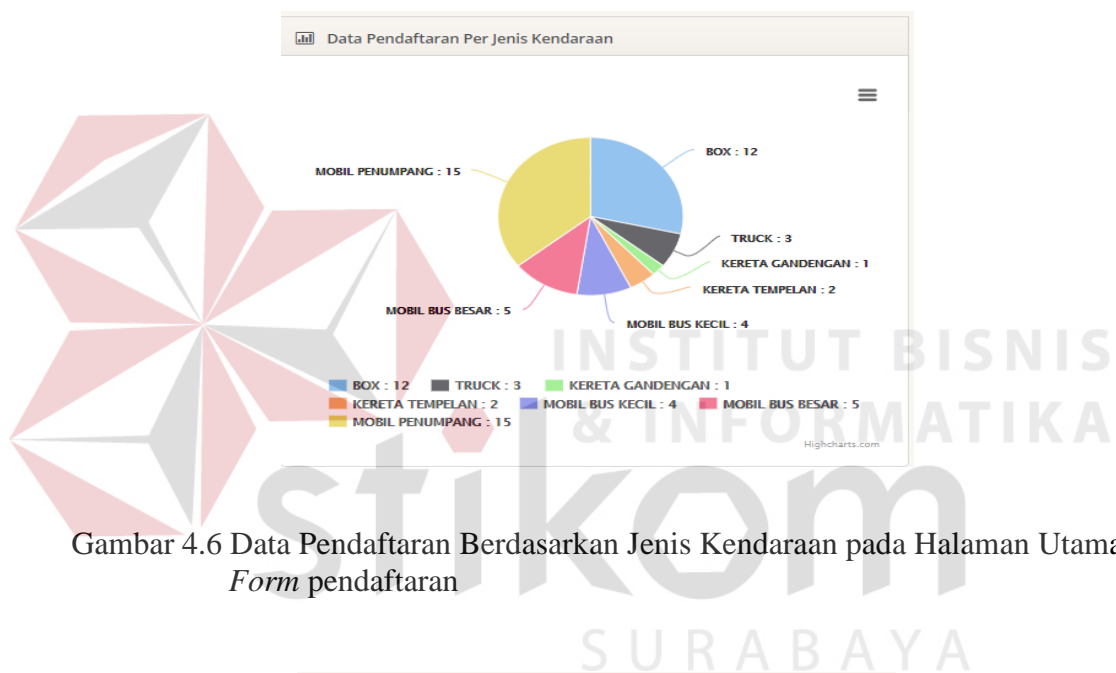 Data Pendaftaran Per Jenis Kendaraan
BOX : 12
MOBIL PENUMPANG : 15
TRUCK : 3
KERETA GANDENGAN : 1
KERETA TEMPELAN : 2
MOBIL BUS BESAR : 5
MOBIL BUS KECIL : 4
INSTITUT BISNIS
BOX : 12 TRUCK : 3 KERETA GANDENGAN : 1
KERETA TEMPELAN : 2 MOBIL BUS KECIL : 4 MOBIL BUS BESAR : 5
MOBIL PENUMPANG : 15
& INFORMATIKA
Highcharts.com
stikom
Gambar 4.6 Data Pendaftaran Berdasarkan Jenis Kendaraan pada Halaman Utama
Form pendaftaran
SURABAYA